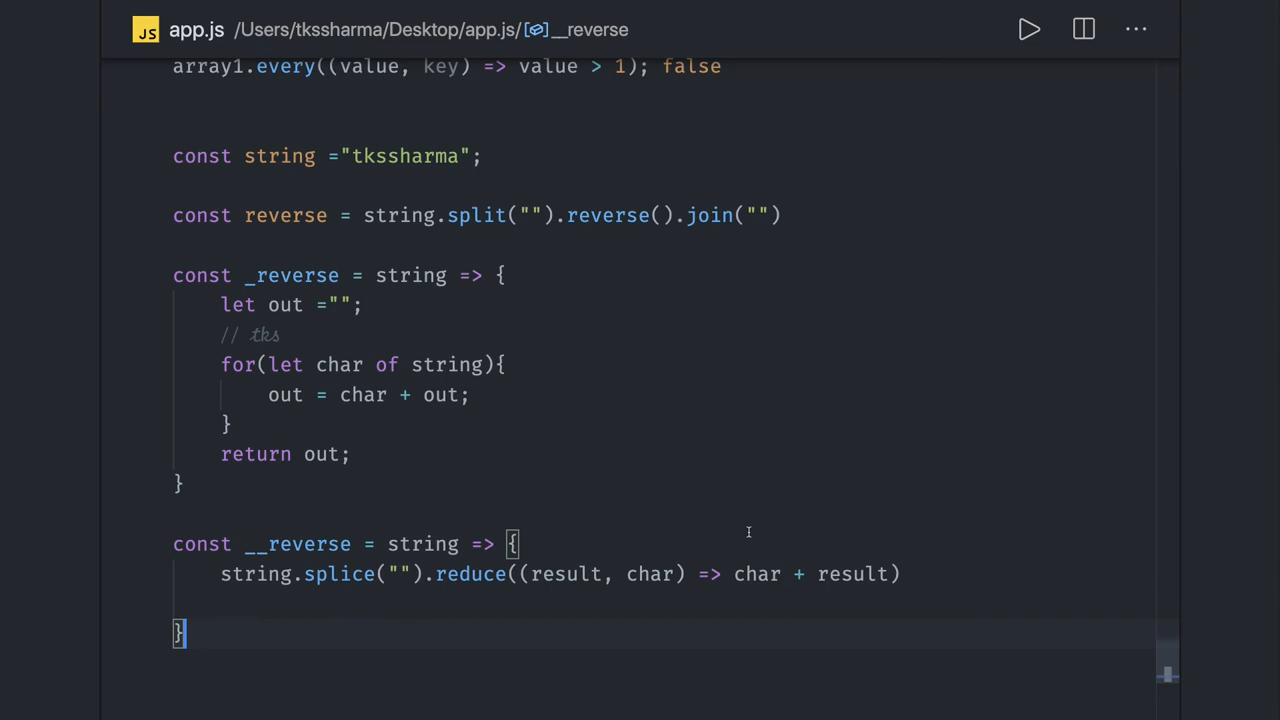 JS app.js /Users/tkssharma/Desktop/app.js/__reverse
array1.every((value, key) => value > 1); false
const string ="tkssharma";
const reverse = string.split("").reverse().join("")
const _reverse = string => {
let out ="";
// tks
for(let char of string){
out = char + out;
}
return out;
}
const __reverse = string => {
string.splice("").reduce((result, char) => char + result)
}